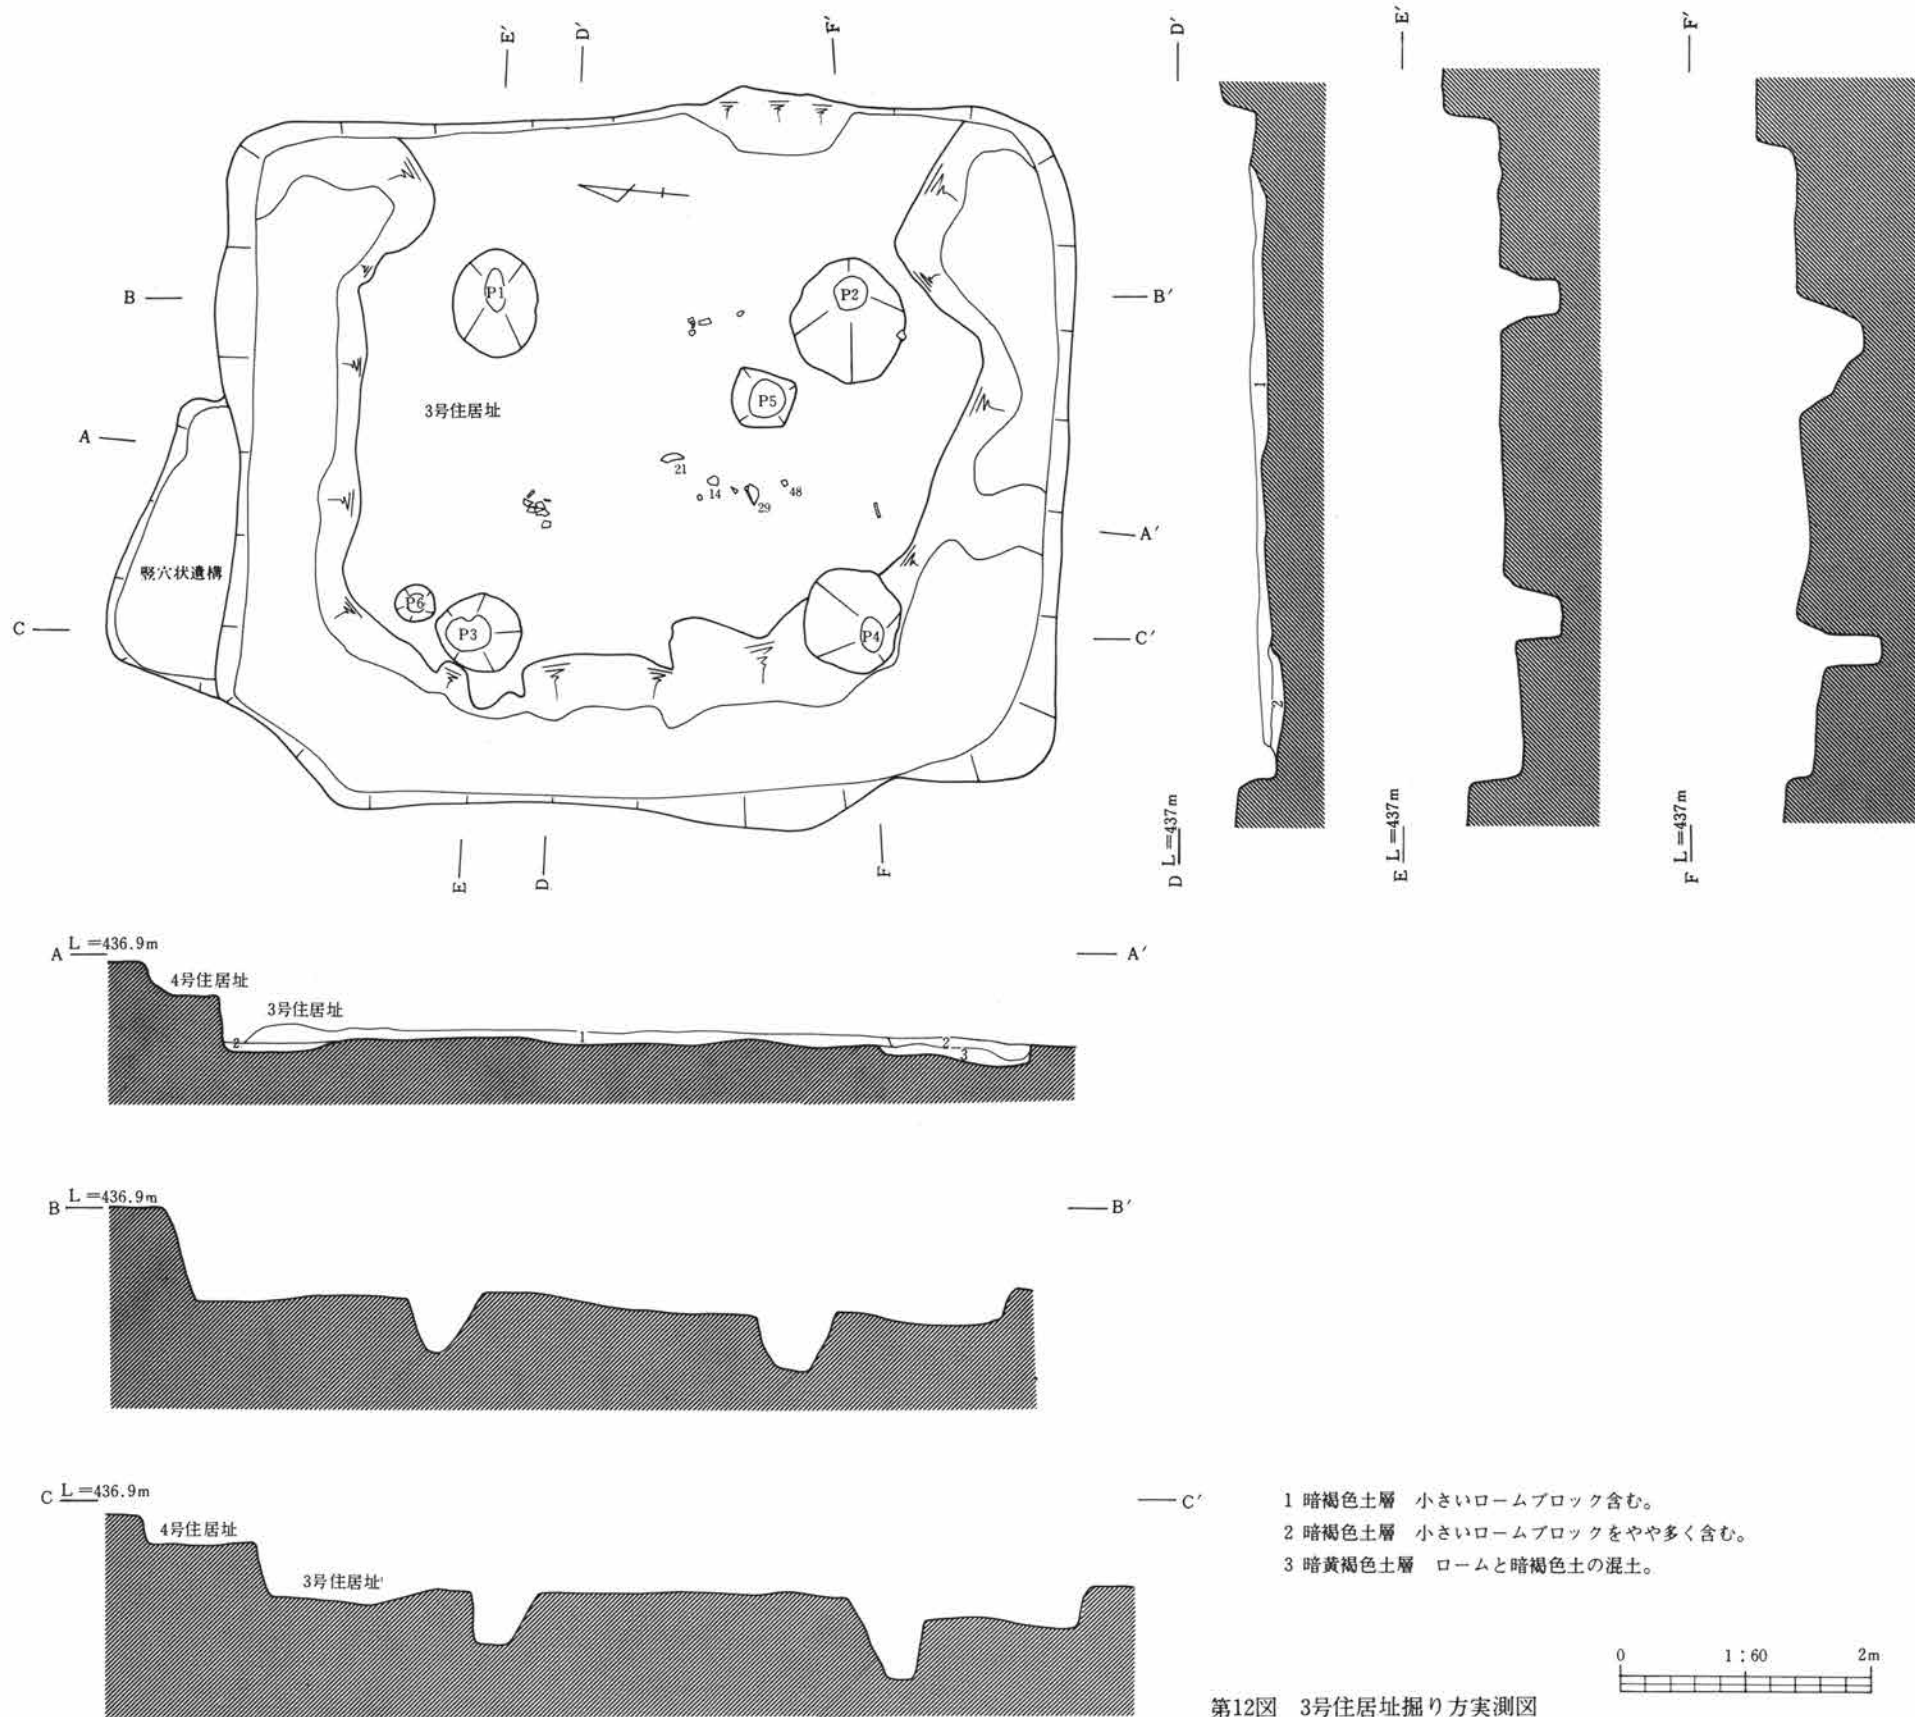 E′
D′
F′
D′
E′
F′
B
P1
P2
B′
P5
3号住居址
A
21
14
29
48
A′
竪穴状遺構
P6
P3
P4
C
C′
1
2
E
D
F
D L=437m
E L=437m
F L=437m
A L=436.9m
A′
4号住居址
3号住居址
2
1
2
3
B L=436.9m
B′
C L=436.9m
C′
4号住居址
3号住居址
1 暗褐色土層 小さいロームブロック含む。
2 暗褐色土層 小さいロームブロックをやや多く含む。
3 暗黄褐色土層 ロームと暗褐色土の混土。
0 1:60 2m
第12図 3号住居址掘り方実測図